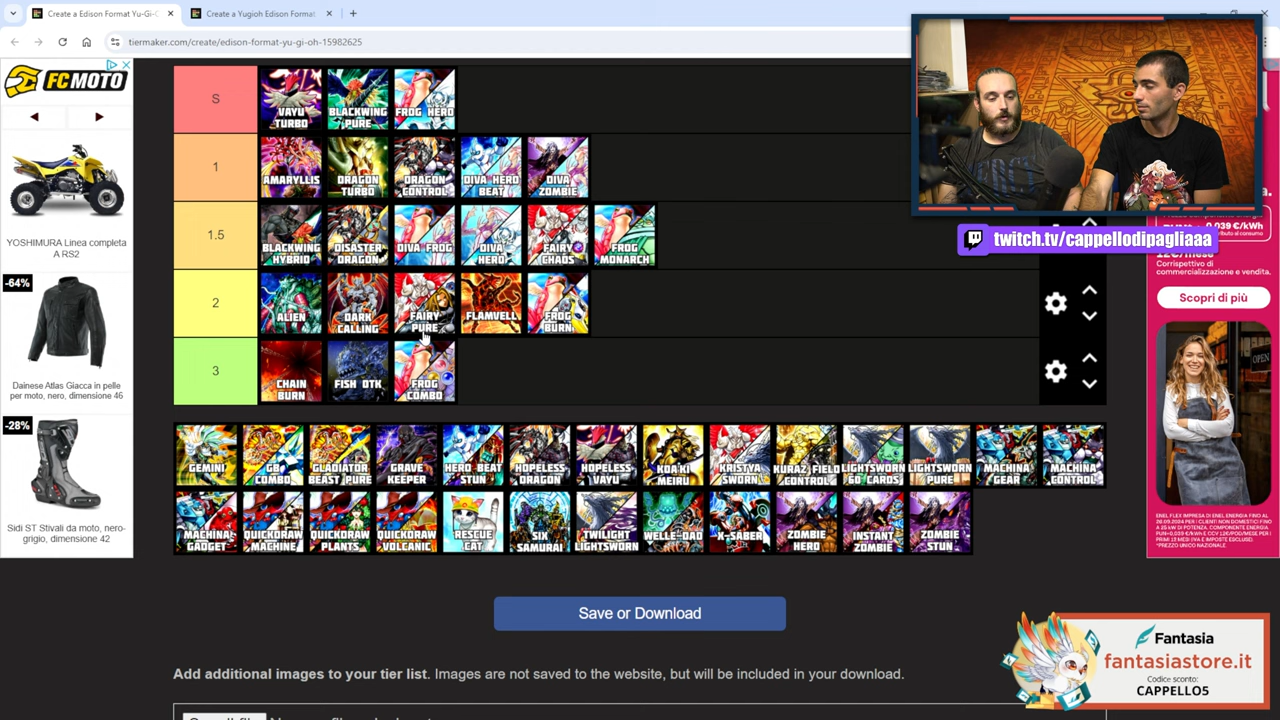 Create a Edison Format Yu-Gi-O
Create a Yugioh Edison Format
tiermaker.com/create/edison-format-yu-gi-oh-15982625
FC MOTO
YOSHIMURA Linea completa
A RS2
-64%
Dainese Atlas Giacca in pelle
per moto, nero, dimensione 46
-28%
Sidi ST Stivali da moto, nero-
grigio, dimensione 42
S
VAYU TURBO
BLACKWING PURE
FROG HERO
1
AMARYLLIS
DRAGON TURBO
DRAGON CONTROL
DIVA HERO BEAT
DIVA ZOMBIE
1.5
BLACKWING HYBRID
DISASTER DRAGON
DIVA FROG
DIVA HERO
FAIRY CHAOS
FROG MONARCH
2
ALIEN
DARK CALLING
FAIRY PURE
FLAMVELL
FROG BURN
3
CHAIN BURN
FISH OTK
FROG COMBO
GEMINI
GB COMBO
GLADIATOR BEAST PURE
GRAVE KEEPER
HERO BEAT STUN
HOPELESS DRAGON
HOPELESS VAYU
KOA'KI MEIRU
KRISTYA SWORN
KURAZ FIELD CONTROL
LIGHTSWORN 60 CARDS
LIGHTSWORN PURE
MACHINA GEAR
MACHINA CONTROL
MACHINA GADGET
QUICKDRAW MACHINE
QUICKDRAW PLANTS
QUICKDRAW VOLCANIC
RESCUE CAT
SIX SAMURAI
TWILIGHT LIGHTSWORN
WELLE-DAD
X-SABER
ZOMBIE HERO
INSTANT ZOMBIE
ZOMBIE STUN
Save or Download
Add additional images to your tier list. Images are not saved to the website, but will be included in your download.
twitch.tv/cappellodipagliaaa
0,039 €/kWh
Corrispettivo di
commercializzazione e vendita.
Scopri di più
Fantasia
fantasiastore.it
Codice sconto:
CAPPELLO5